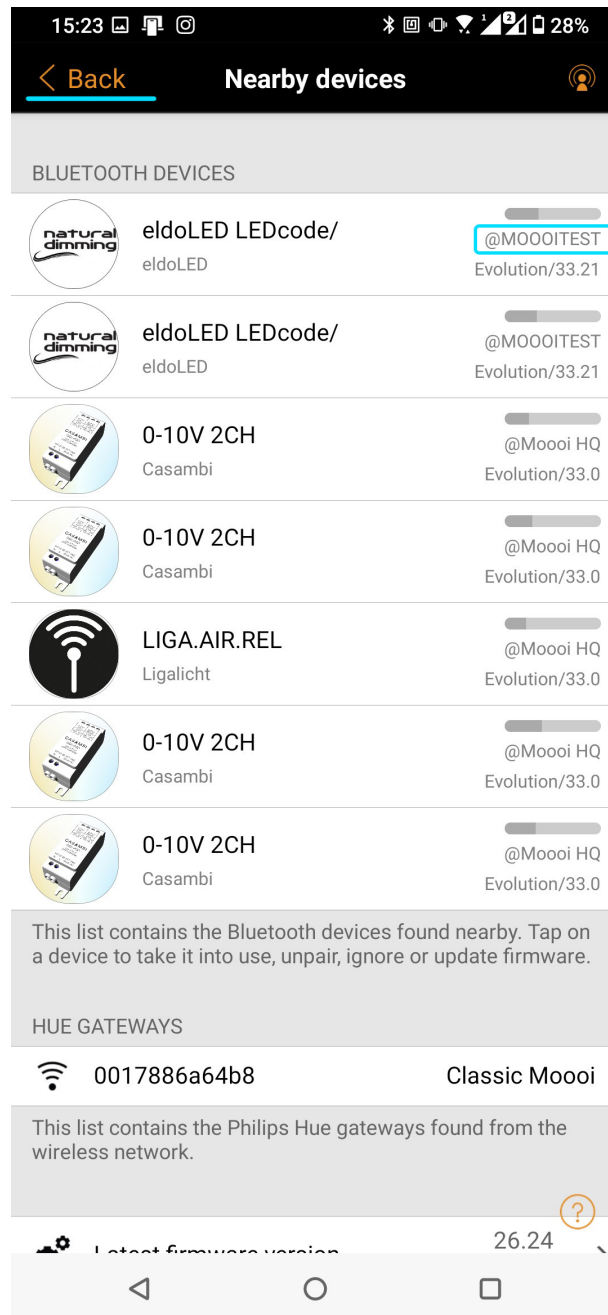 15:23
1
2
28%
Back
Nearby devices
BLUETOOTH DEVICES
natural
dimming
eldoLED LEDcode/
@MOOOITEST
eldoLED
Evolution/33.21
natural
dimming
eldoLED LEDcode/
@MOOOITEST
eldoLED
Evolution/33.21
0-10V 2CH
@Moooi HQ
Casambi
Evolution/33.0
0-10V 2CH
@Moooi HQ
Casambi
Evolution/33.0
LIGA.AIR.REL
@Moooi HQ
Ligalicht
Evolution/33.0
0-10V 2CH
@Moooi HQ
Casambi
Evolution/33.0
0-10V 2CH
@Moooi HQ
Casambi
Evolution/33.0
This list contains the Bluetooth devices found nearby. Tap on
a device to take it into use, unpair, ignore or update firmware.
HUE GATEWAYS
0017886a64b8
Classic Moooi
This list contains the Philips Hue gateways found from the
wireless network.
?
Latest firmware version
26.24